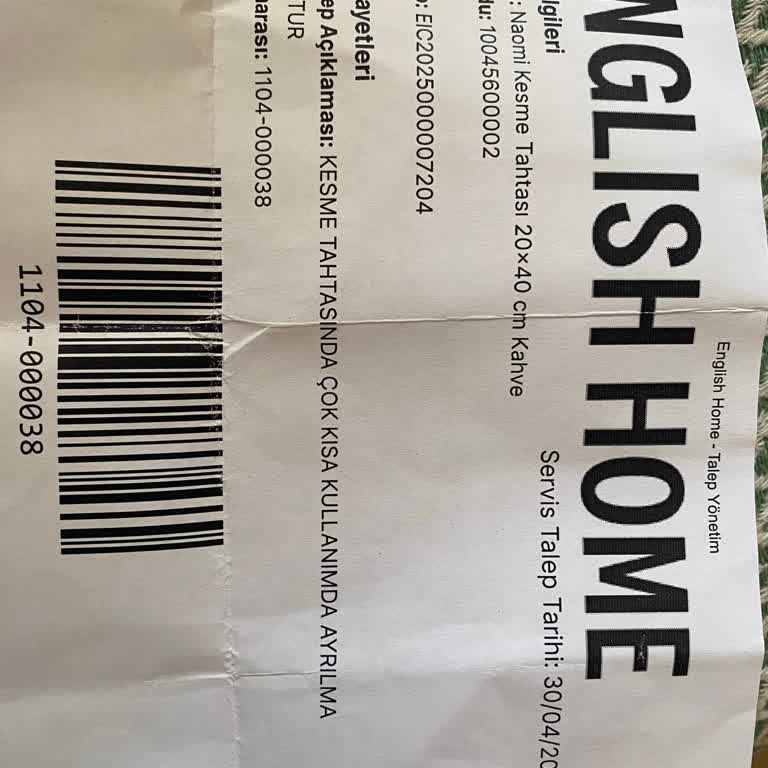 English Home - Talep Yönetim
NGLISH HOME
Servis Talep Tarihi: 30/04/20
lgileri
: Naomi Kesme Tahtası 20x40 cm Kahve
du: 10045600002
: EIC2025000007204
ayetleri
ep Açıklaması: KESME TAHTASINDA ÇOK KISA KULLANIMDA AYRILMA
TUR
arası: 1104-000038
1104-000038